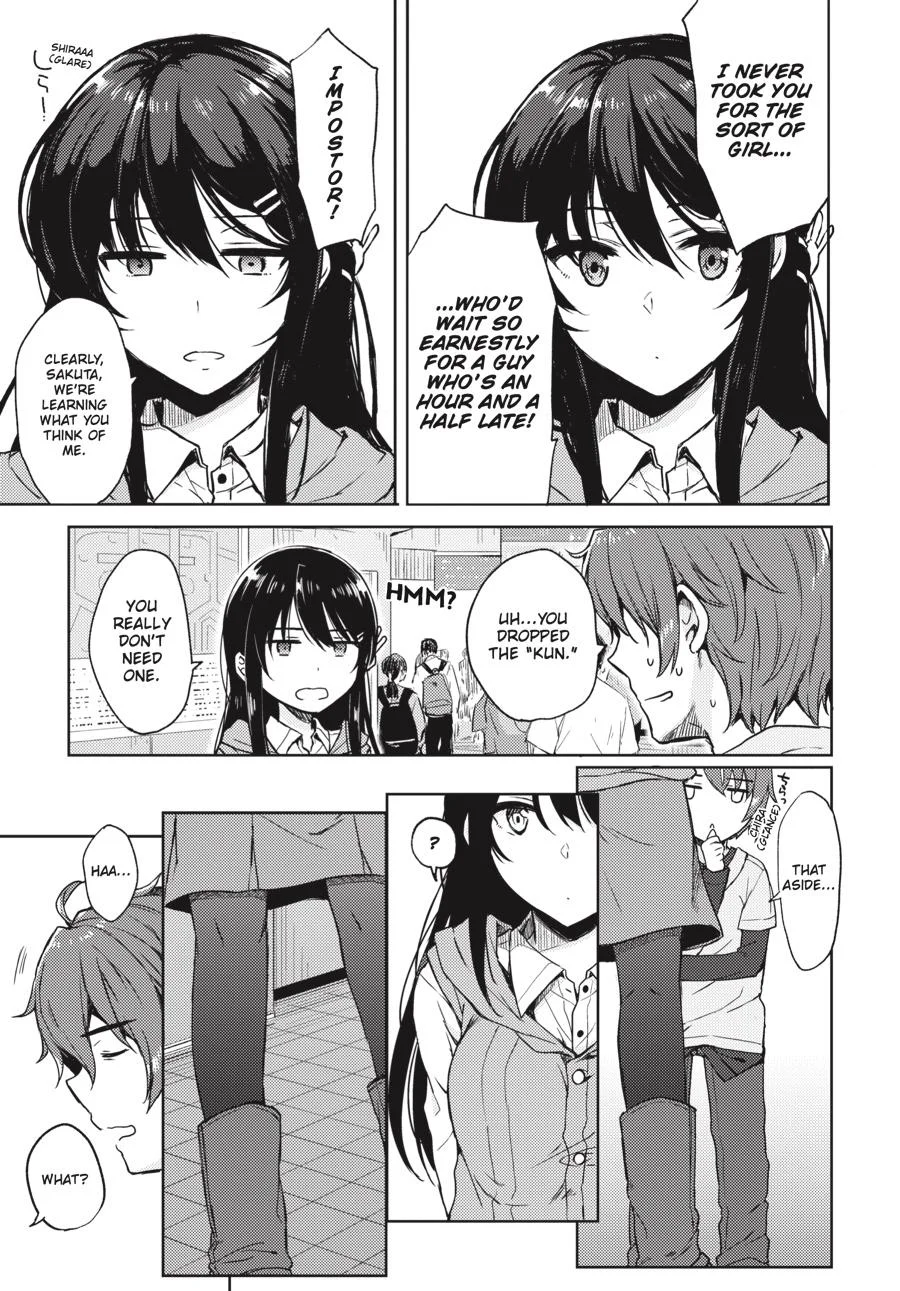 I NEVER
TOOK YOU
FOR THE
SORT OF
GIRL...
...WHO'D
WAIT SO
EARNESTLY
FOR A GUY
WHO'S AN
HOUR AND A
HALF LATE!
IMPOSTOR!
SHIRAAA
(GLARE)
CLEARLY,
SAKUTA,
WE'RE
LEARNING
WHAT YOU
THINK OF
ME.
UH...YOU
DROPPED
THE "KUN."
HMM?
YOU
REALLY
DON'T
NEED
ONE.
CHIRA
(GLANCE)
THAT
ASIDE...
?
HAA...
WHAT?